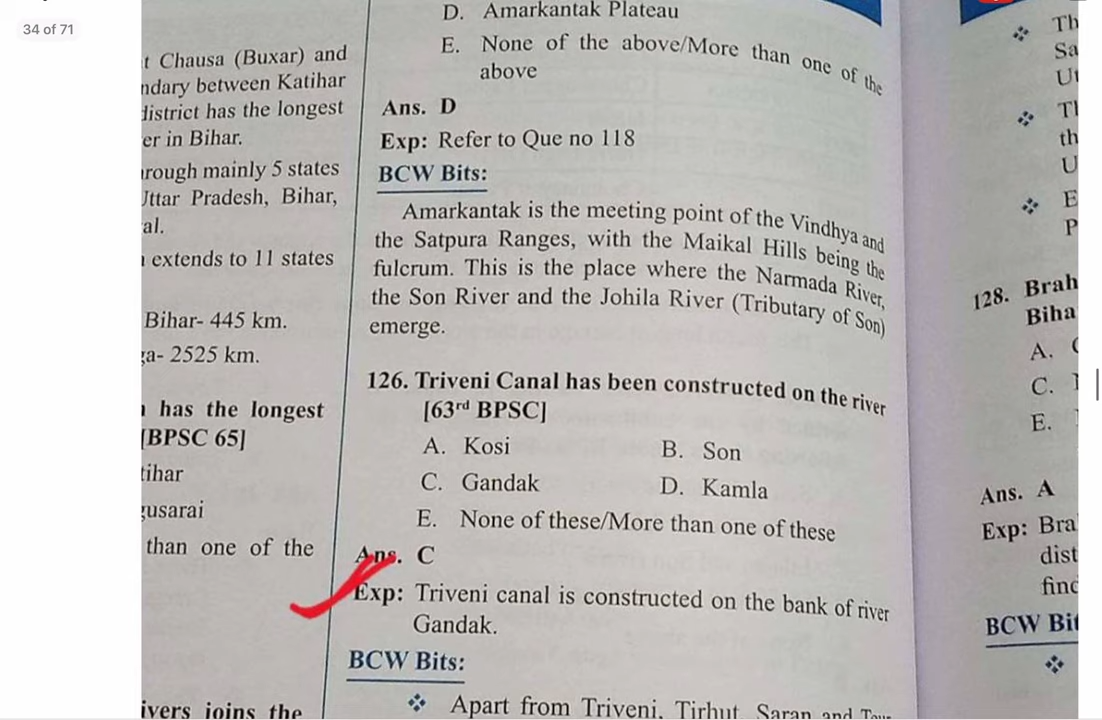 34 of 71
t Chausa (Buxar) and
ndary between Katihar
district has the longest
er in Bihar.
rough mainly 5 states
Uttar Pradesh, Bihar,
al.
extends to 11 states
Bihar- 445 km.
ga- 2525 km.
has the longest
[BPSC 65]
tihar
gusarai
than one of the
ivers joins the
D. Amarkantak Plateau
E. None of the above/More than one of the
above
Ans. D
Exp: Refer to Que no 118
BCW Bits:
Amarkantak is the meeting point of the Vindhya and
the Satpura Ranges, with the Maikal Hills being the
fulcrum. This is the place where the Narmada River,
the Son River and the Johila River (Tributary of Son)
emerge.
126. Triveni Canal has been constructed on the river
[63rd BPSC]
A. Kosi B. Son
C. Gandak D. Kamla
E. None of these/More than one of these
Ans. C
Exp: Triveni canal is constructed on the bank of river
Gandak.
BCW Bits:
❖ Apart from Triveni, Tirhut, Saran and
❖ Th
Sa
Ut
❖ Th
th
U
❖ E
P
128. Brah
Biha
A.
C.
E.
Ans. A
Exp: Bra
dist
find
BCW Bit
❖